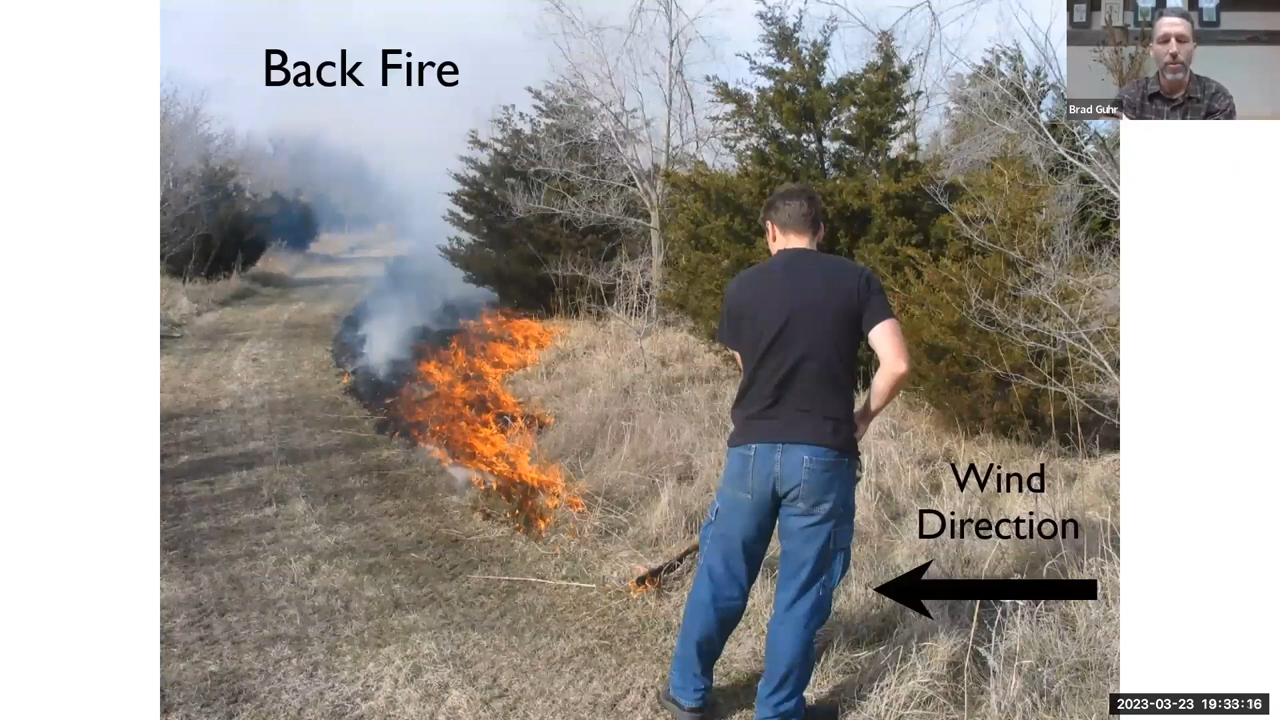 Back Fire
Brad Guhr
Wind
Direction
2023-03-23 19:33:16